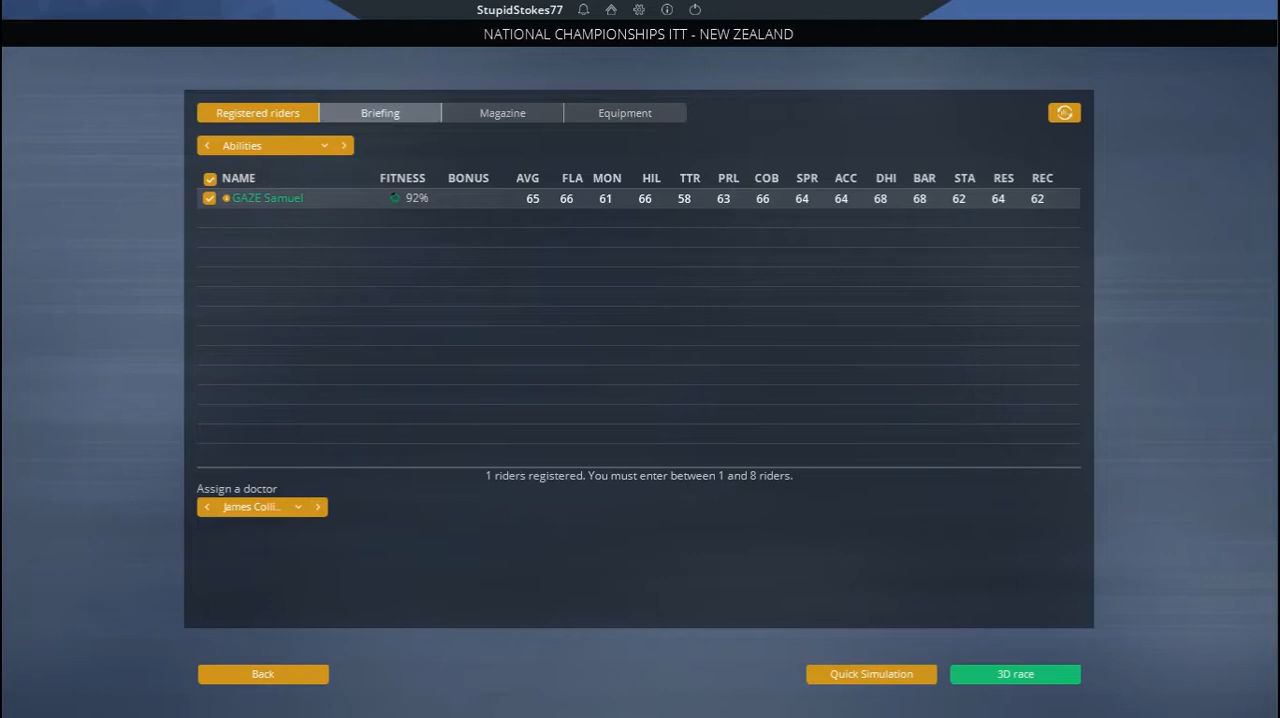 StupidStokes77
NATIONAL CHAMPIONSHIPS ITT - NEW ZEALAND
Registered riders Briefing Magazine Equipment
Abilities
NAME FITNESS BONUS AVG FLA MON HIL TTR PRL COB SPR ACC DHI BAR STA RES REC
GAZE Samuel 92% 65 66 61 66 58 63 66 64 64 68 68 62 64 62
1 riders registered. You must enter between 1 and 8 riders.
Assign a doctor
James Colli..
Back Quick Simulation 3D race